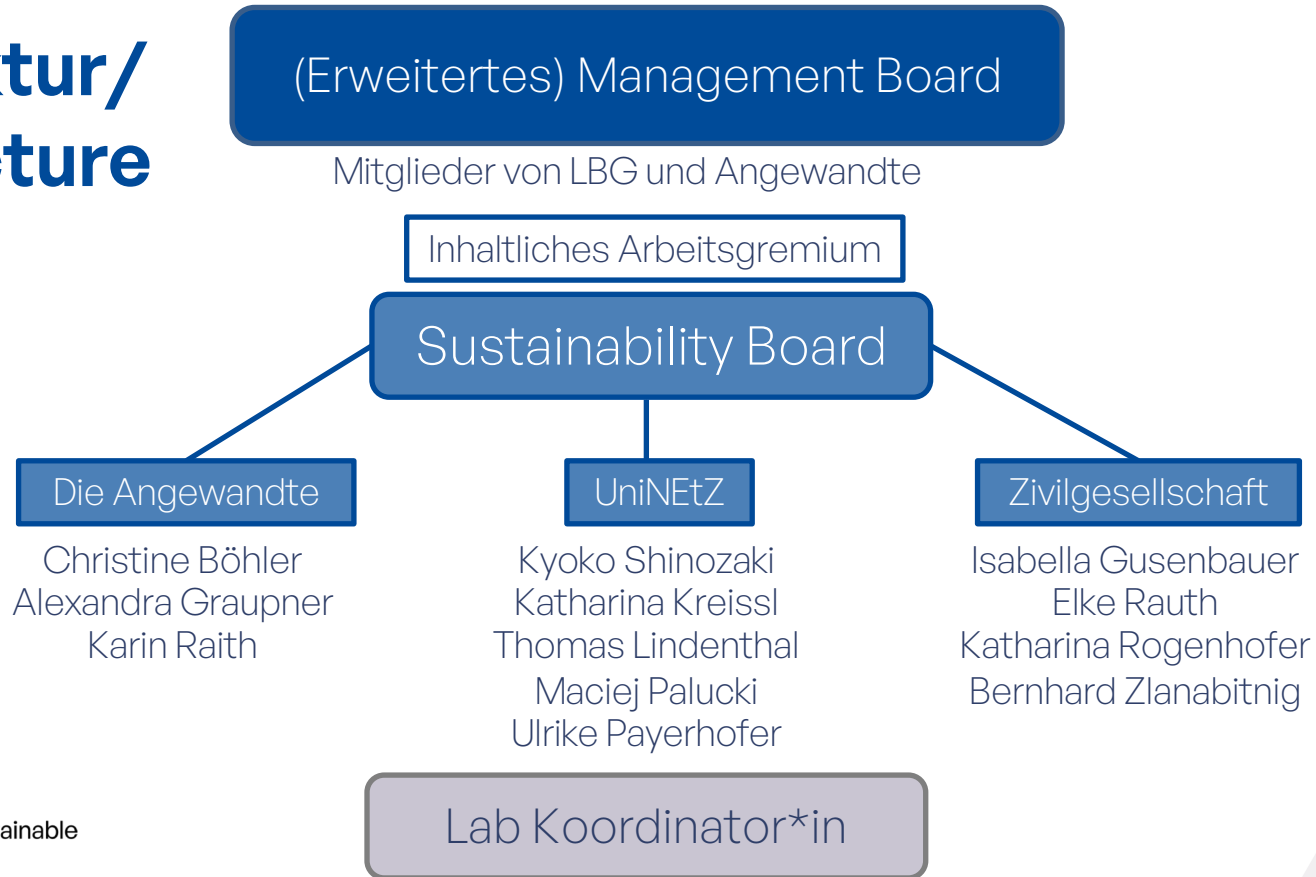 ktur/
cture
(Erweitertes) Management Board
Mitglieder von LBG und Angewandte
Inhaltliches Arbeitsgremium
Sustainability Board
Die Angewandte
Christine Böhler
Alexandra Graupner
Karin Raith
UniNEtZ
Kyoko Shinozaki
Katharina Kreissl
Thomas Lindenthal
Maciej Palucki
Ulrike Payerhofer
Zivilgesellschaft
Isabella Gusenbauer
Elke Rauth
Katharina Rogenhofer
Bernhard Zlanabitnig
Lab Koordinator*in
ainable